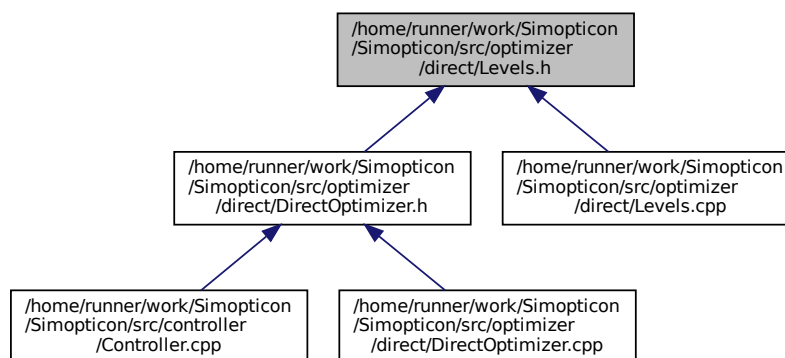 /home/runner/work/Simopticon
/Simopticon/src/optimizer
/direct/Levels.h
/home/runner/work/Simopticon
/Simopticon/src/optimizer
/direct/DirectOptimizer.h
/home/runner/work/Simopticon
/Simopticon/src/optimizer
/direct/Levels.cpp
/home/runner/work/Simopticon
/Simopticon/src/controller
/Controller.cpp
/home/runner/work/Simopticon
/Simopticon/src/optimizer
/direct/DirectOptimizer.cpp